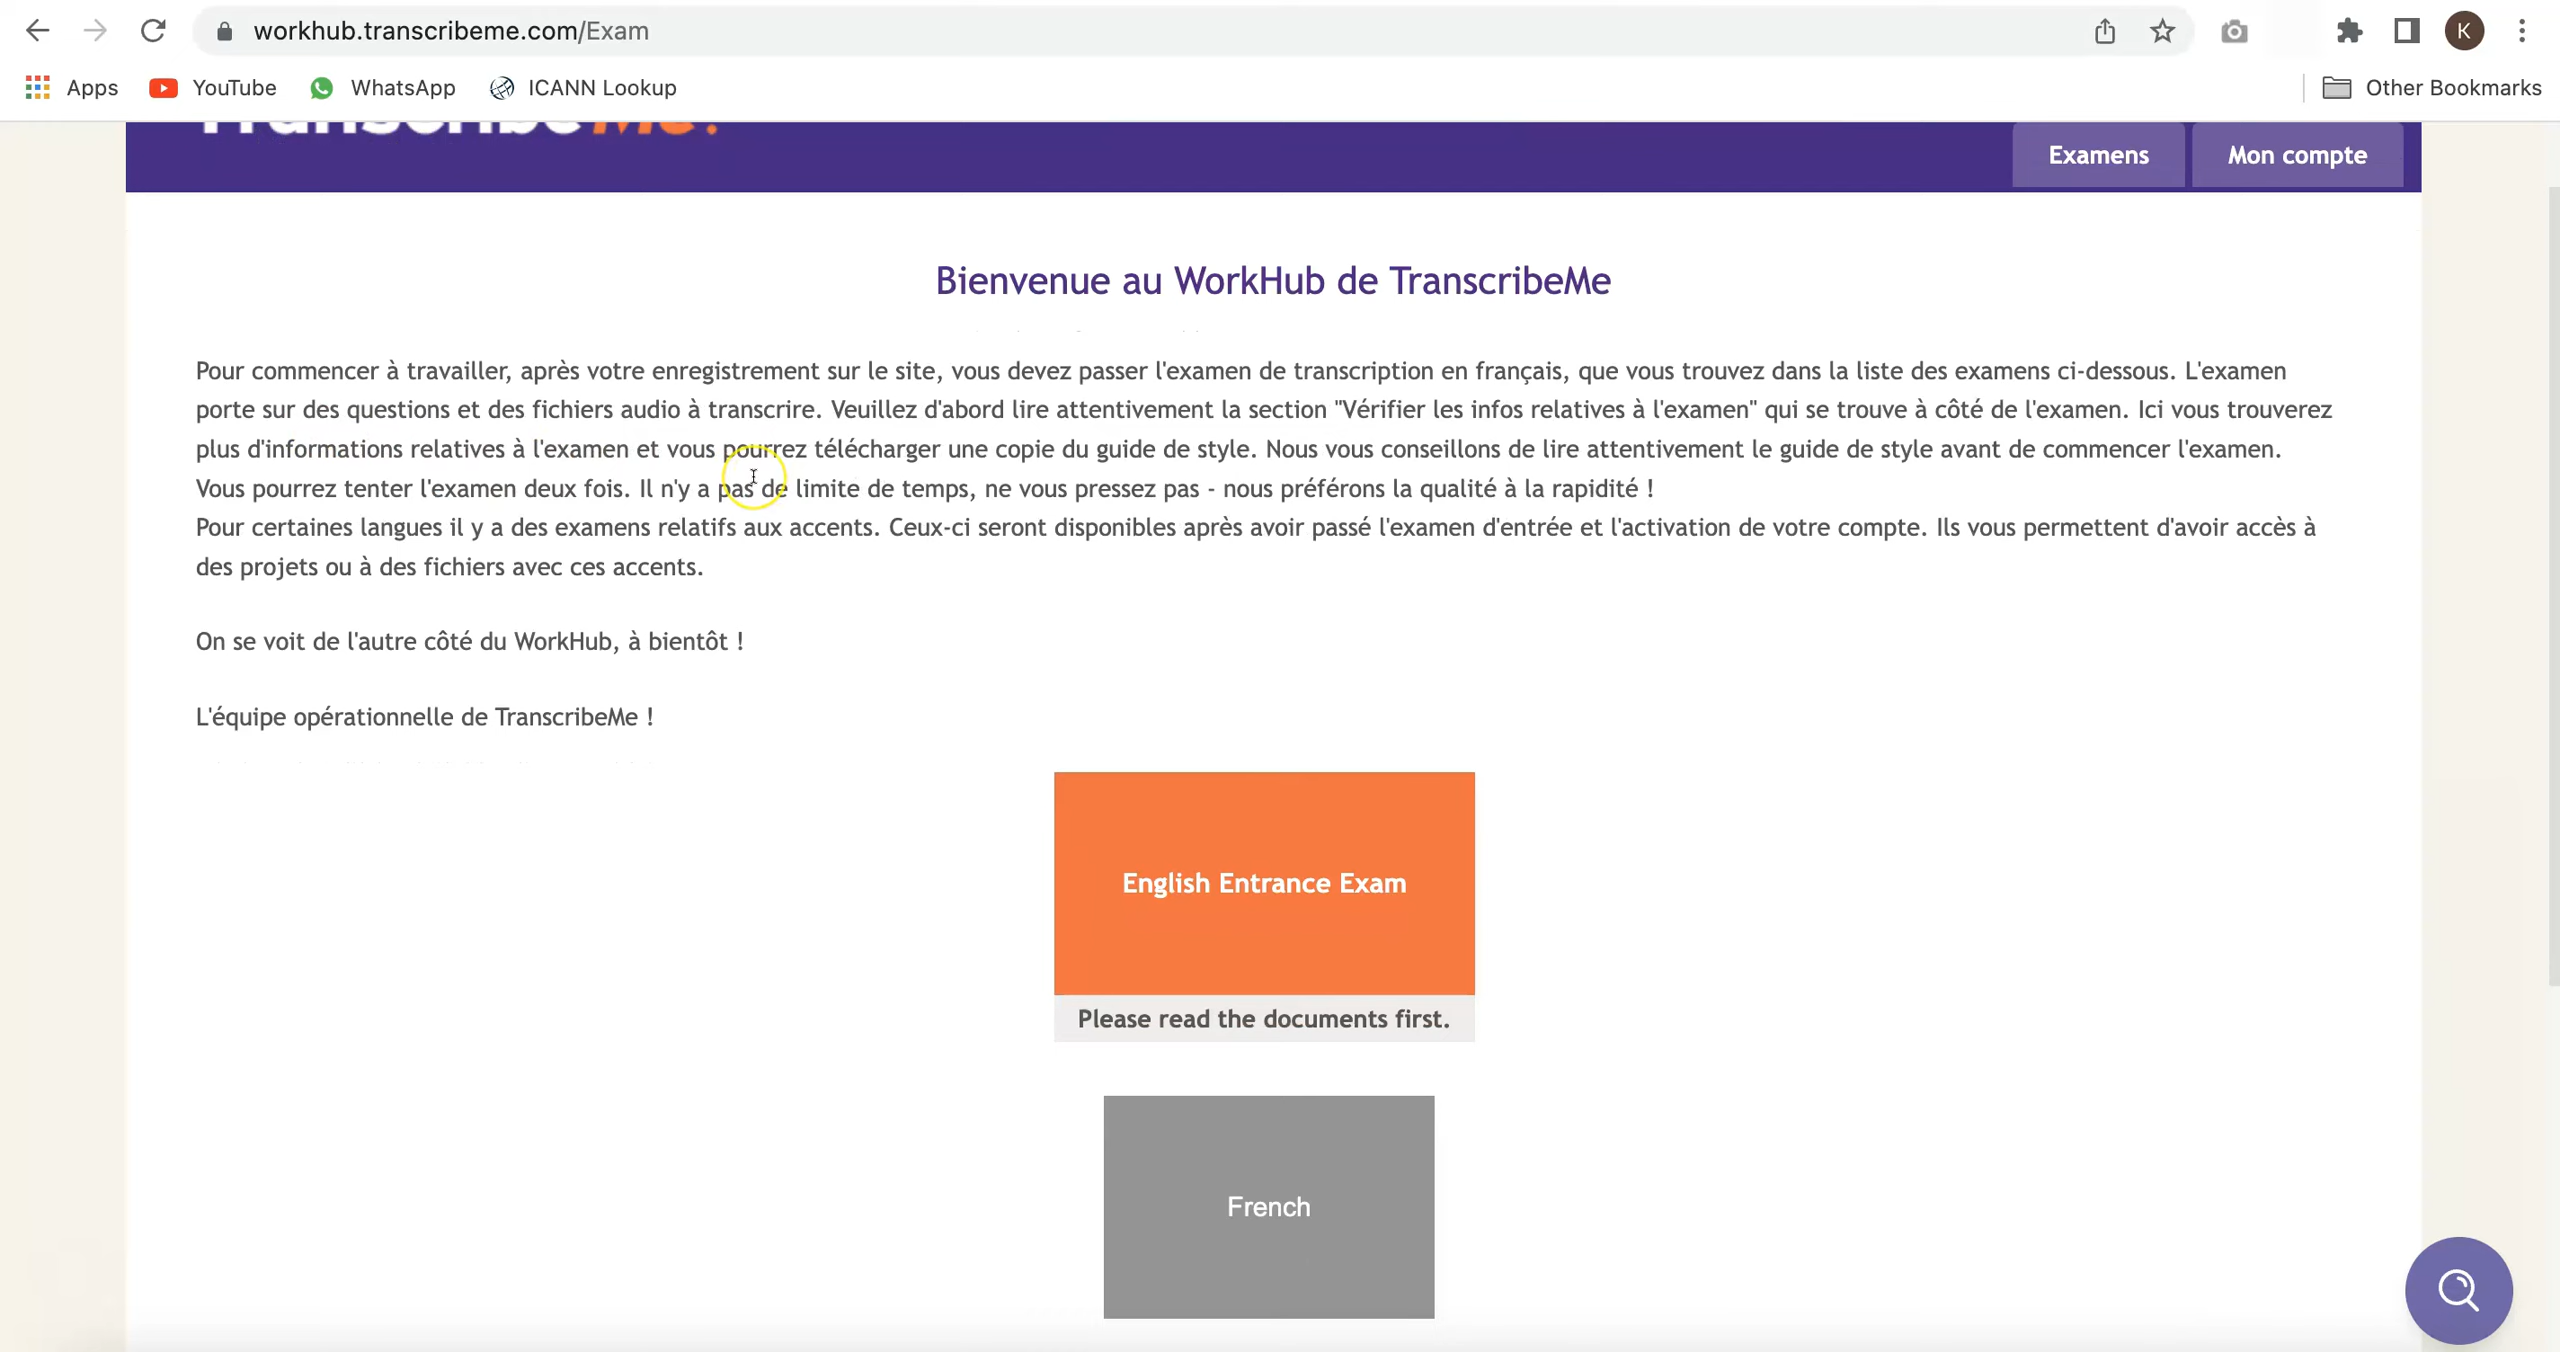 workhub.transcribeme.com/Exam
K
Apps
YouTube
WhatsApp
ICANN Lookup
Other Bookmarks
TranscribeMe.
Examens
Mon compte
Bienvenue au WorkHub de TranscribeMe
Pour commencer à travailler, après votre enregistrement sur le site, vous devez passer l'examen de transcription en français, que vous trouvez dans la liste des examens ci-dessous. L'examen
porte sur des questions et des fichiers audio à transcrire. Veuillez d'abord lire attentivement la section "Vérifier les infos relatives à l'examen" qui se trouve à côté de l'examen. Ici vous trouverez
plus d'informations relatives à l'examen et vous pourrez télécharger une copie du guide de style. Nous vous conseillons de lire attentivement le guide de style avant de commencer l'examen.
Vous pourrez tenter l'examen deux fois. Il n'y a pas de limite de temps, ne vous pressez pas - nous préférons la qualité à la rapidité !
Pour certaines langues il y a des examens relatifs aux accents. Ceux-ci seront disponibles après avoir passé l'examen d'entrée et l'activation de votre compte. Ils vous permettent d'avoir accès à
des projets ou à des fichiers avec ces accents.
On se voit de l'autre côté du WorkHub, à bientôt !
L'équipe opérationnelle de TranscribeMe !
English Entrance Exam
Please read the documents first.
French